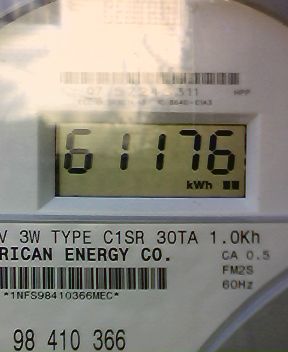 HPP
61176
kWh
V 3W TYPE C1SR 30TA 1.0Kh
RICAN ENERGY CO.
CA 0.5
FM2S
60Hz
*1NFS98410366MEC*
98 410 366